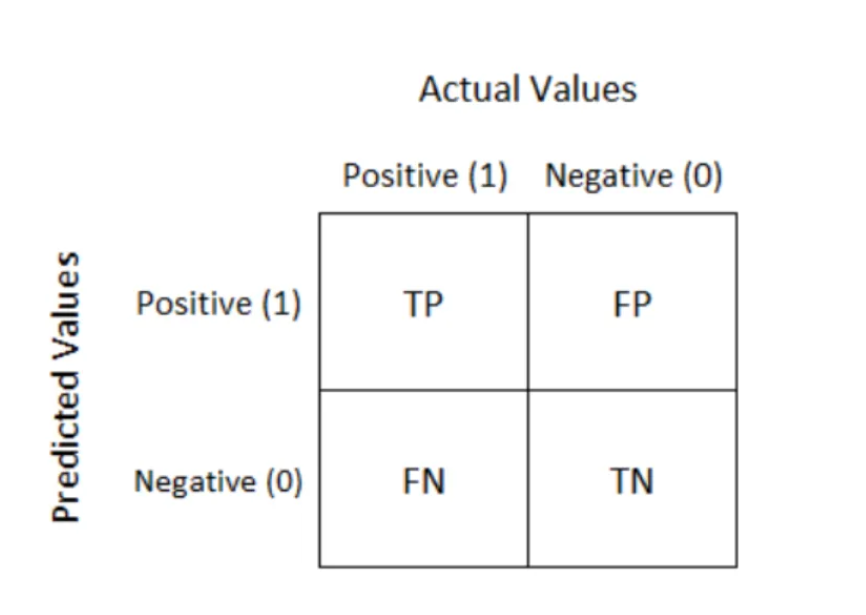 Actual Values
Positive (1) Negative (0)
Predicted Values
Positive (1) TP FP
Negative (0) FN TN